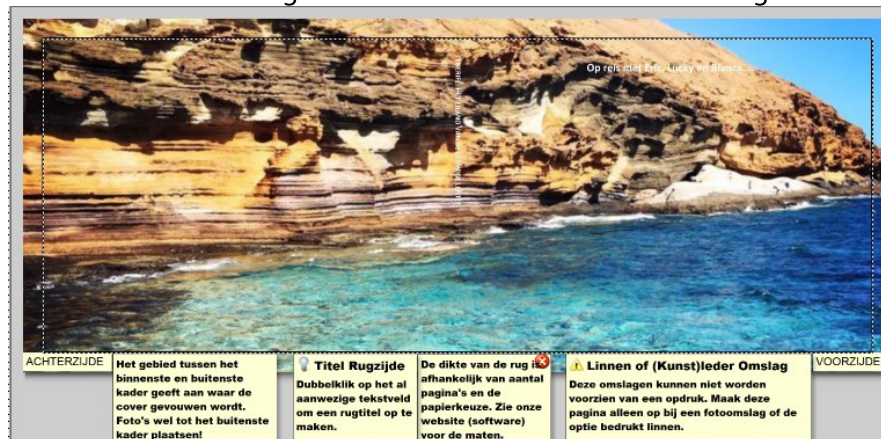 Op reis met Eric, Lucky en Bianca
ACHTERZIJDE
Het gebied tussen het
binnenste en buitenste
kader geeft aan waar de
cover gevouwen wordt.
Foto's wel tot het buitenste
kader plaatsen!
Titel Rugzijde
Dubbelklik op het al
aanwezige tekstveld
om een rugtitel op te
maken.
De dikte van de rug is
afhankelijk van aantal
pagina's en de
papierkeuze. Zie onze
website (software)
voor de maten.
Linnen of (Kunst)leder Omslag
Deze omslagen kunnen niet worden
voorzien van een opdruk. Maak deze
pagina alleen op bij een fotoomslag of de
optie bedrukt linnen.
VOORZIJDE